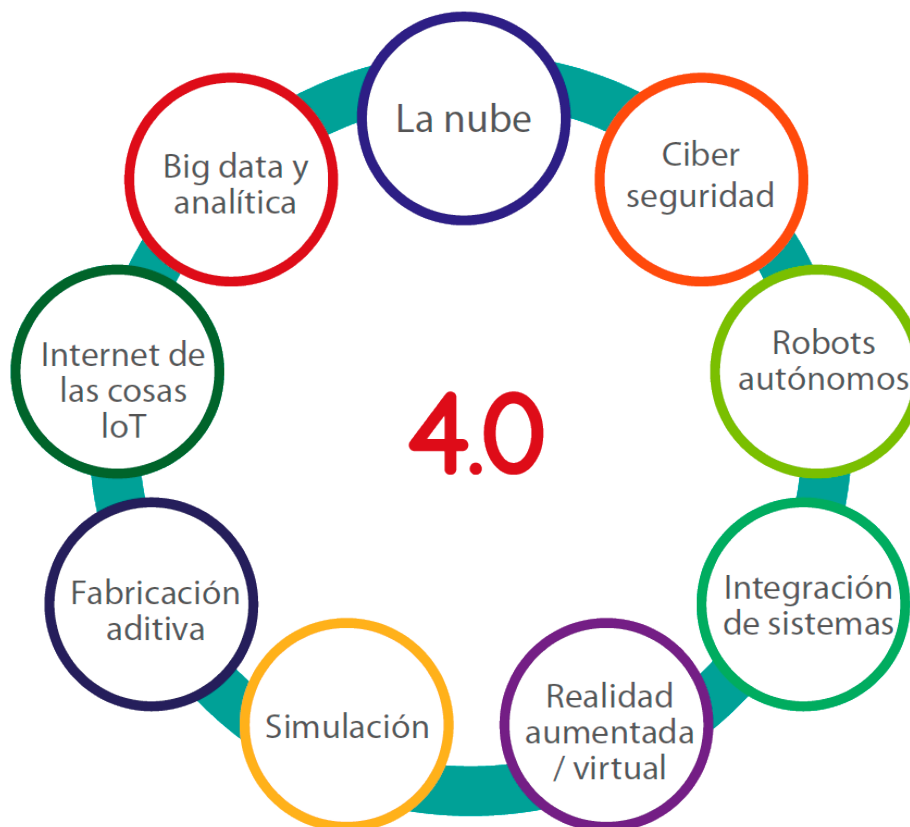 La nube
Ciber
seguridad
Robots
autónomos
Integración
de sistemas
Realidad
aumentada
/ virtual
Simulación
Fabricación
aditiva
Internet de
las cosas
IoT
Big data y
analítica
4.0